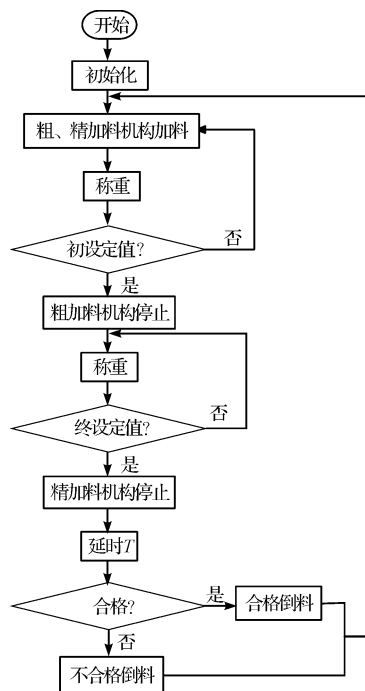 开始
初始化
粗、精加料机构加料
称重
初设定值?
否
是
粗加料机构停止
称重
终设定值?
否
是
精加料机构停止
延时T
合格?
是
合格倒料
否
不合格倒料